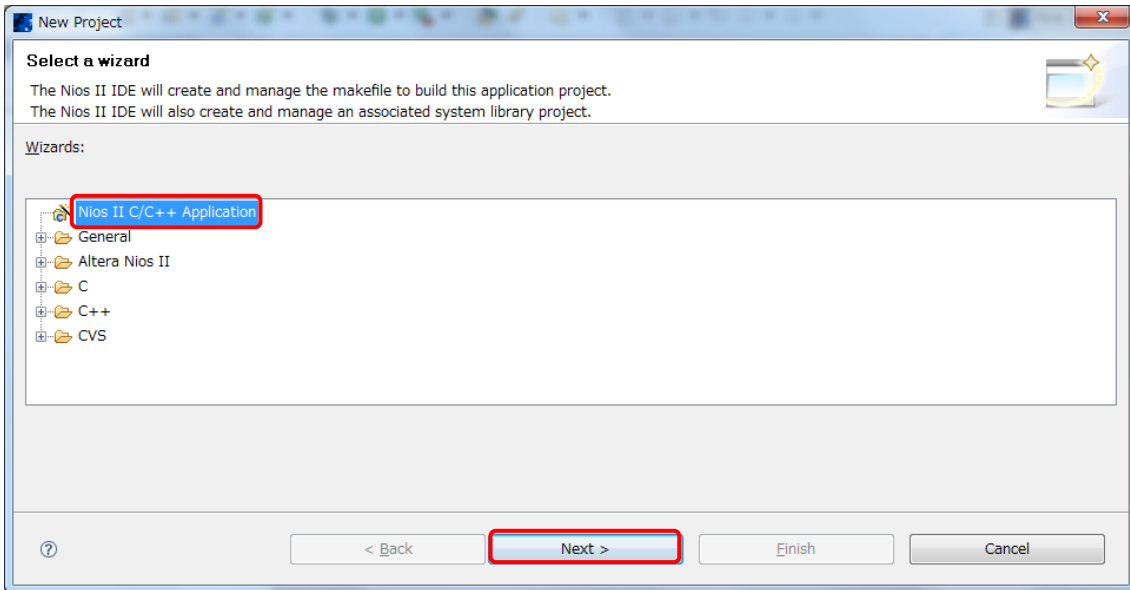 New Project
Select a wizard
The Nios II IDE will create and manage the makefile to build this application project.
The Nios II IDE will also create and manage an associated system library project.
Wizards:
Nios II C/C++ Application
General
Altera Nios II
C
C++
CVS
< Back Next > Finish Cancel